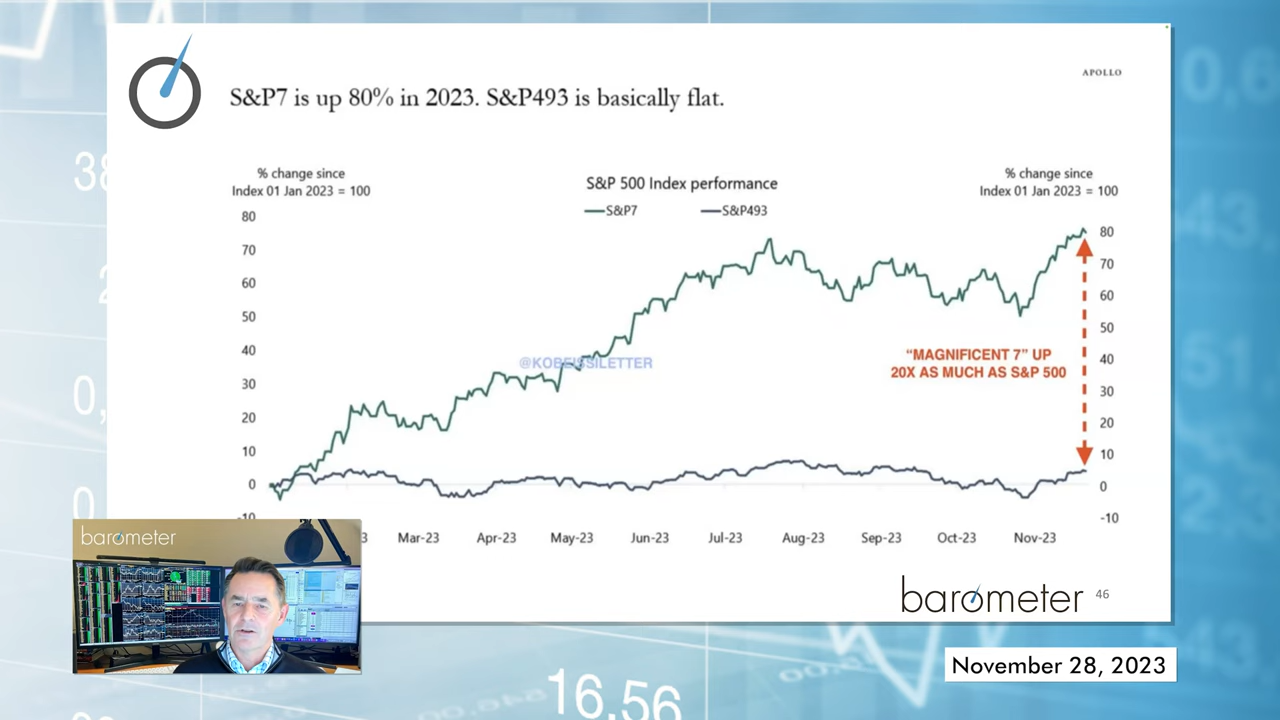 APOLLO
S&P7 is up 80% in 2023. S&P493 is basically flat.
% change since
Index 01 Jan 2023 = 100
S&P 500 Index performance
S&P7
S&P493
% change since
Index 01 Jan 2023 = 100
80
70
60
50
40
30
20
10
0
-10
80
70
60
50
40
30
20
10
0
-10
@KOBEISSILETTER
"MAGNIFICENT 7" UP
20X AS MUCH AS S&P 500
Mar-23
Apr-23
May-23
Jun-23
Jul-23
Aug-23
Sep-23
Oct-23
Nov-23
barometer
barometer 46
November 28, 2023
16,56